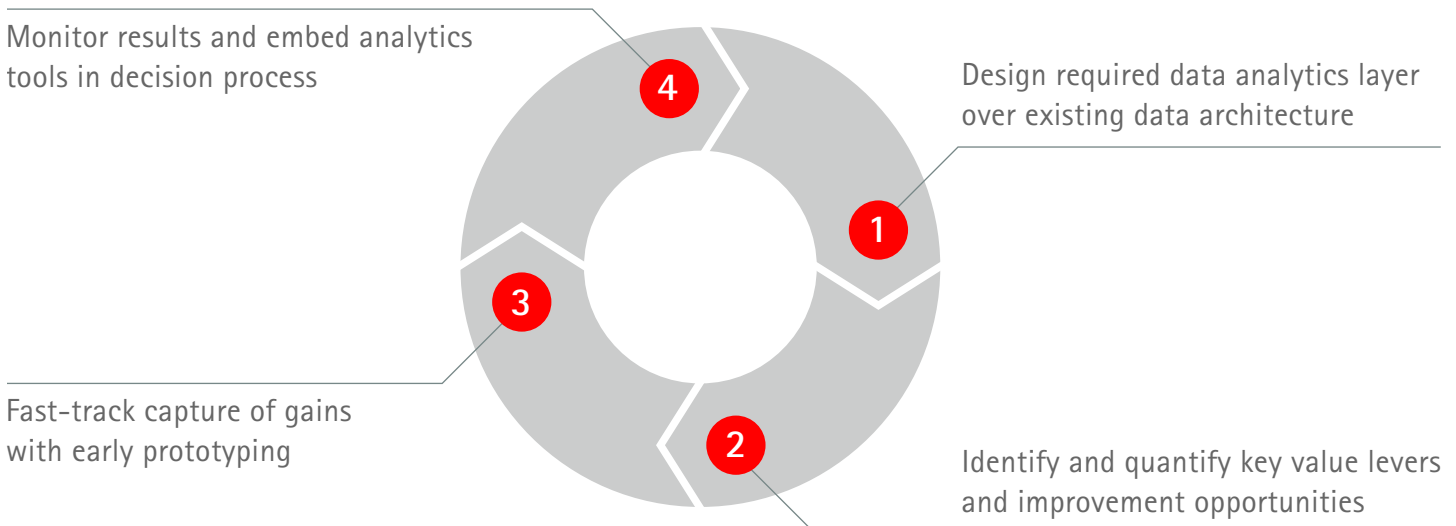 Monitor results and embed analytics
tools in decision process
4
Design required data analytics layer
over existing data architecture
1
3
Fast-track capture of gains
with early prototyping
2
Identify and quantify key value levers
and improvement opportunities